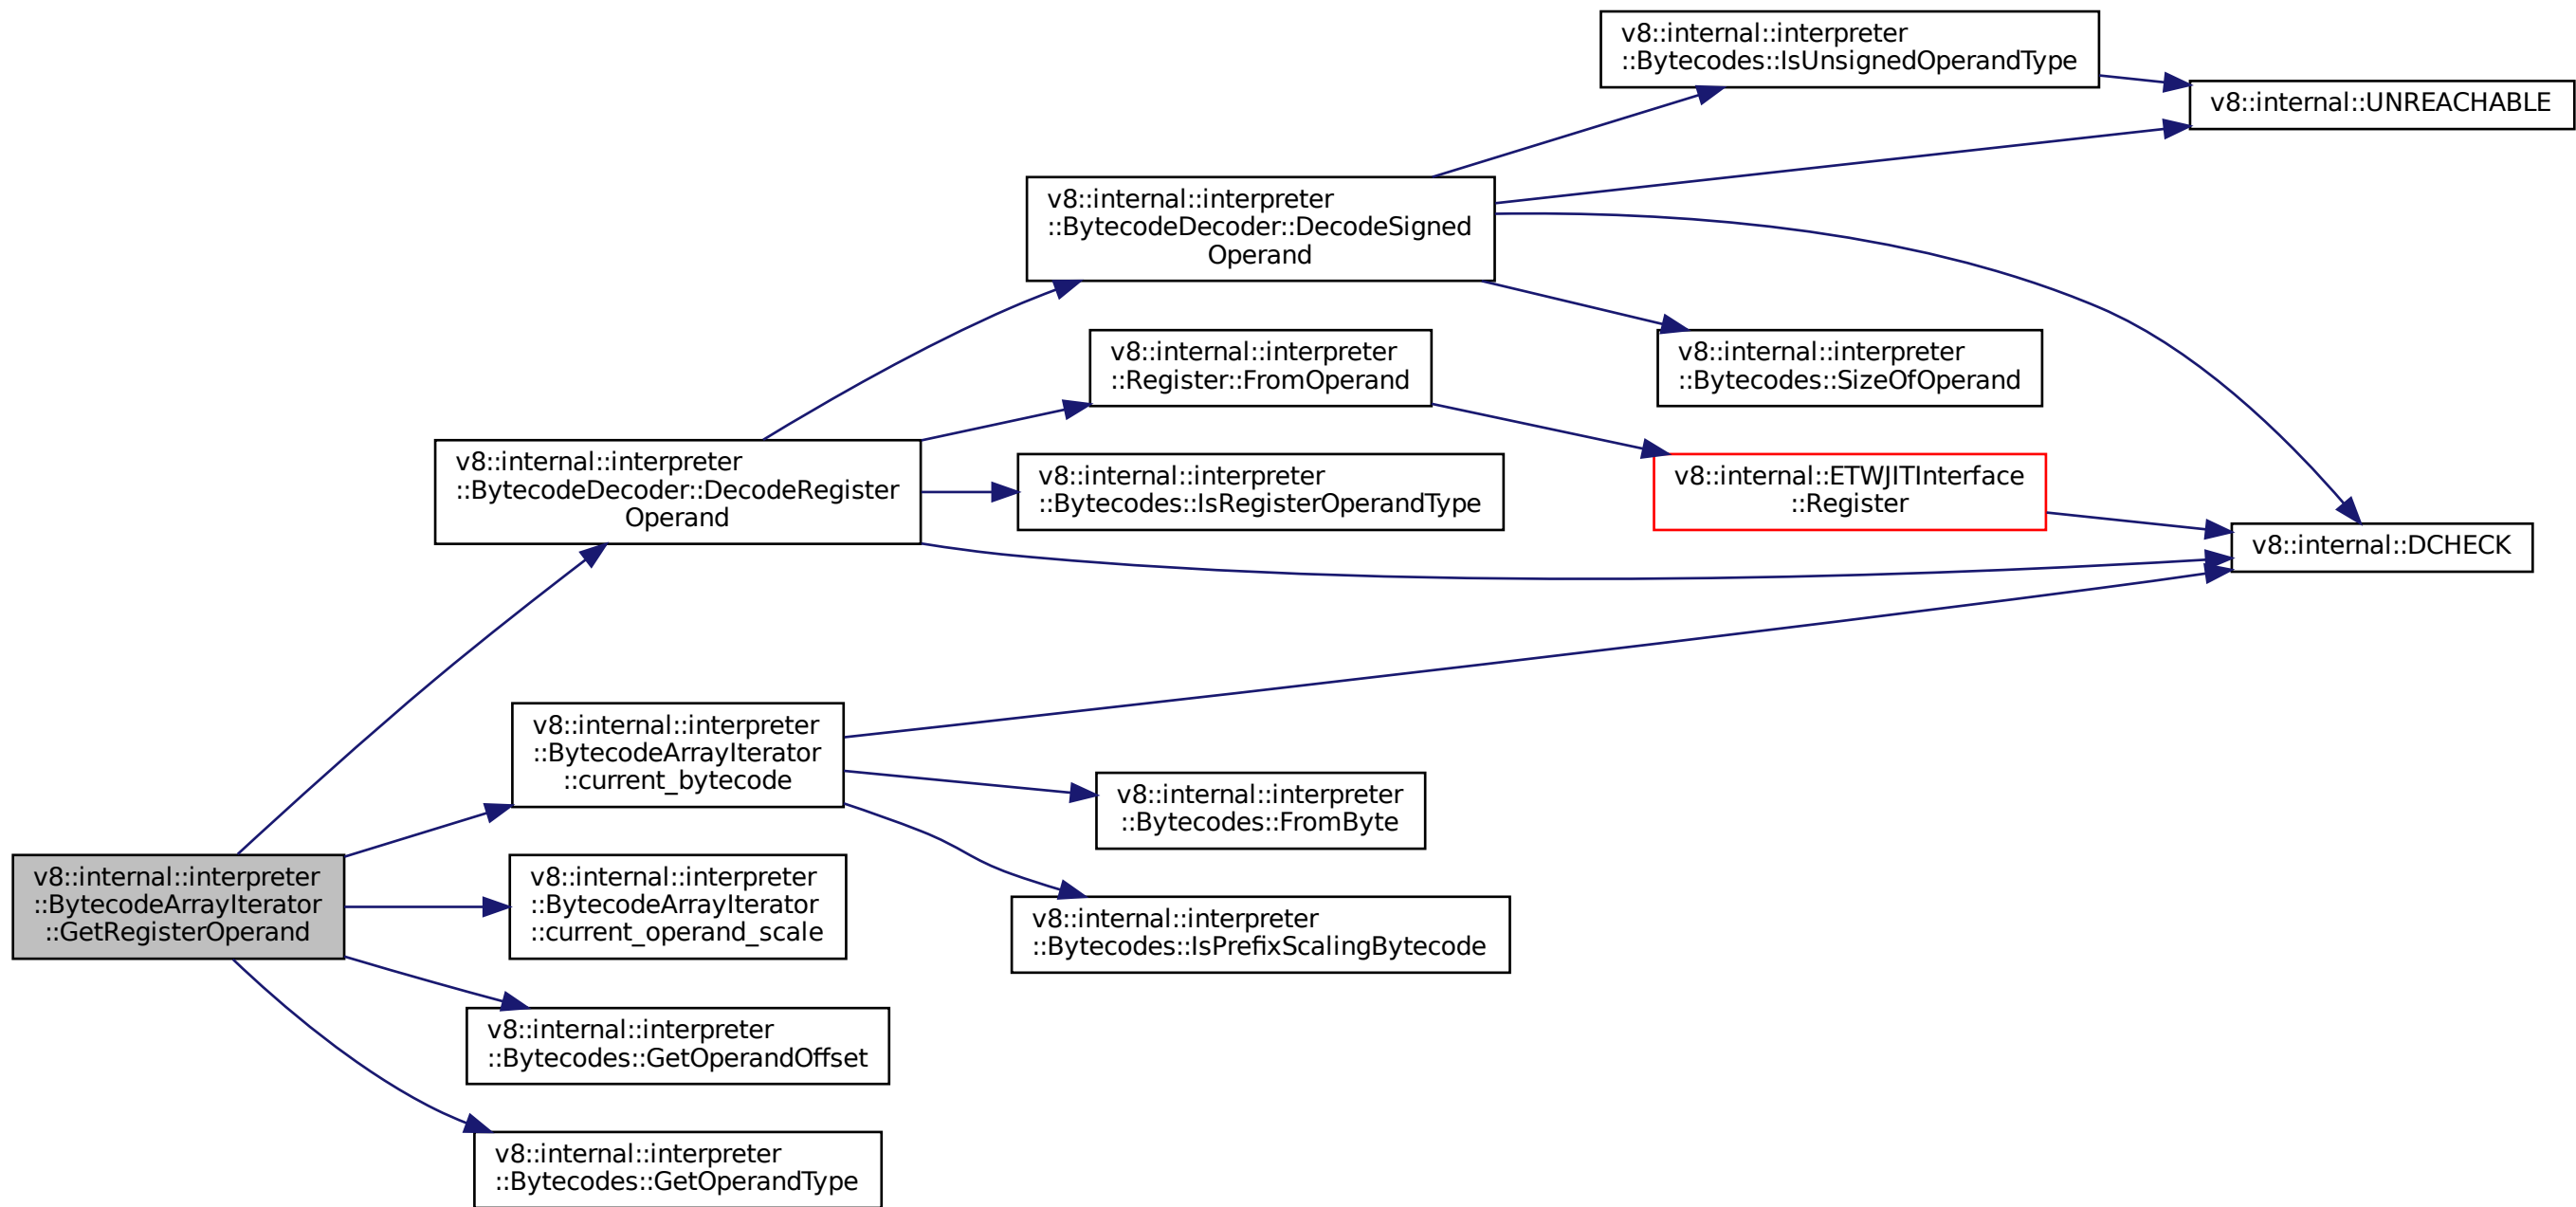 v8::internal::interpreter
::BytecodeArrayIterator
::GetRegisterOperand
v8::internal::interpreter
::BytecodeDecoder::DecodeRegister
Operand
v8::internal::interpreter
::BytecodeArrayIterator
::current_bytecode
v8::internal::interpreter
::BytecodeArrayIterator
::current_operand_scale
v8::internal::interpreter
::Bytecodes::GetOperandOffset
v8::internal::interpreter
::Bytecodes::GetOperandType
v8::internal::interpreter
::BytecodeDecoder::DecodeSigned
Operand
v8::internal::interpreter
::Register::FromOperand
v8::internal::interpreter
::Bytecodes::IsRegisterOperandType
v8::internal::interpreter
::Bytecodes::FromByte
v8::internal::interpreter
::Bytecodes::IsPrefixScalingBytecode
v8::internal::interpreter
::Bytecodes::IsUnsignedOperandType
v8::internal::interpreter
::Bytecodes::SizeOfOperand
v8::internal::ETWJITInterface
::Register
v8::internal::UNREACHABLE
v8::internal::DCHECK